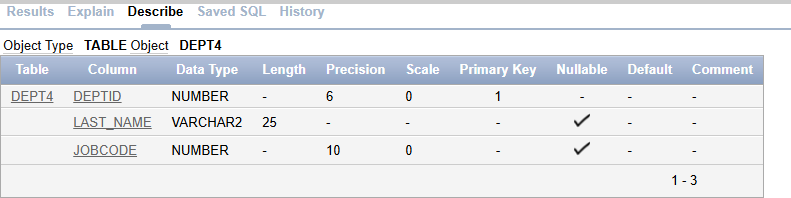 Results Explain Describe Saved SQL History
Object Type TABLE Object DEPT4
Table Column Data Type Length Precision Scale Primary Key Nullable Default Comment
DEPT4 DEPTID NUMBER - 6 0 1 - - -
LAST_NAME VARCHAR2 25 - - - ✓ - -
JOBCODE NUMBER - 10 0 - ✓ - -
1 - 3